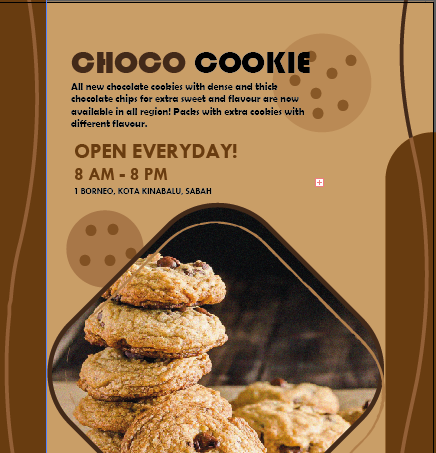 CHOCO COOKIE
All new chocolate cookies with dense and thick
chocolate chips for extra sweet and flavour are now
available in all region! Packs with extra cookies with
different flavour.
OPEN EVERYDAY!
8 AM - 8 PM
1 BORNEO, KOTA KINABALU, SABAH